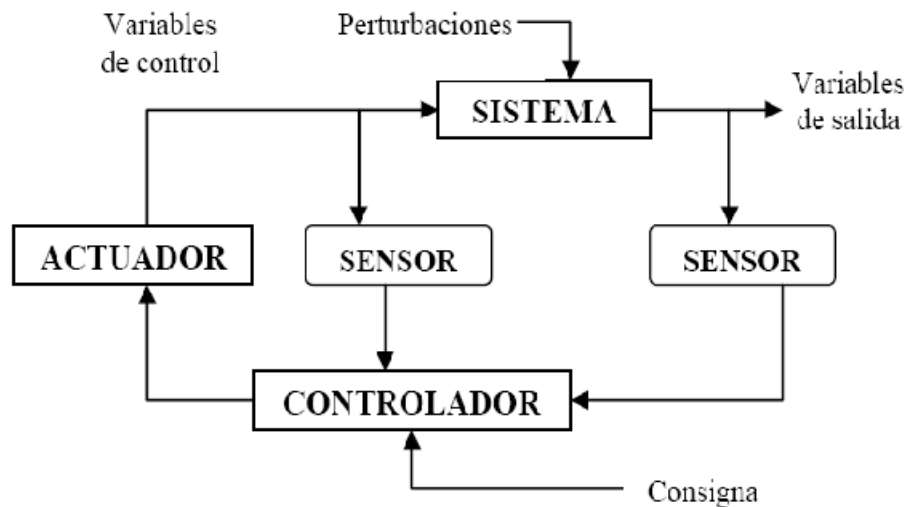 Variables
de control
Perturbaciones
SISTEMA
Variables
de salida
ACTUADOR
SENSOR
SENSOR
CONTROLADOR
Consigna